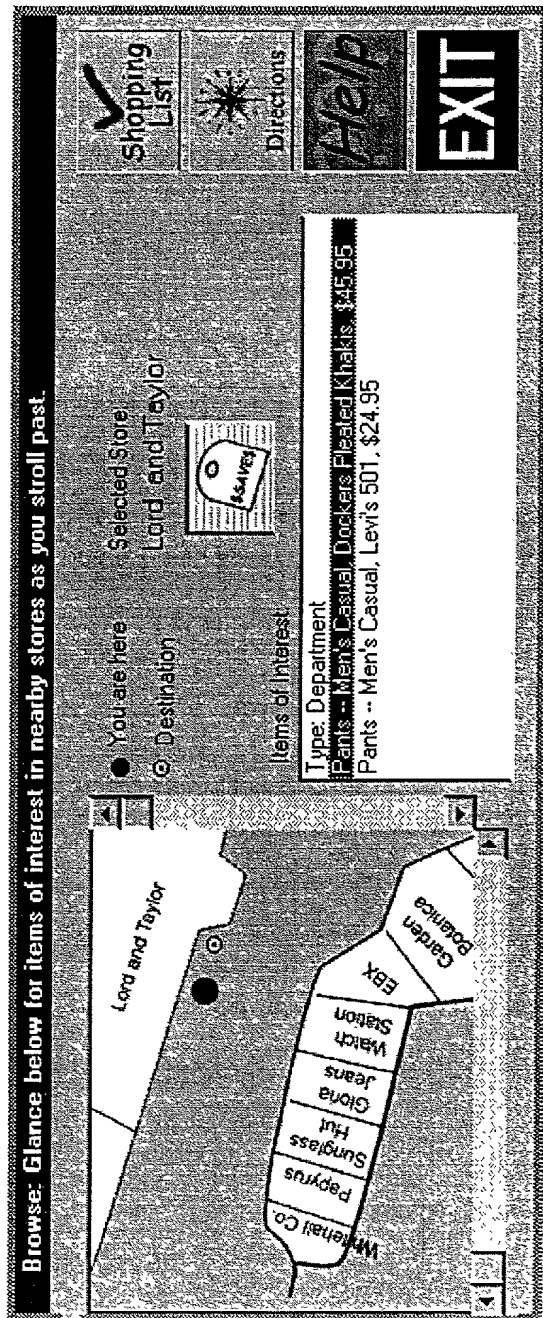 Browse: Glance below for items of interest in nearby stores as you stroll past.
Lord and Taylor
Whitehall Co.
Papyrus
Sunglass
Hut
Gloria
Jeans
Watch
Station
EBX
Garden
Botanica
You are here
Destination
Selected Store
Lord and Taylor
$SAVE$
Items of Interest
Type: Department
Pants -- Men's Casual, Dockers Pleated Khakis, $45.95
Pants -- Men's Casual, Levi's 501, $24.95
Shopping
List
Directions
Help
EXIT